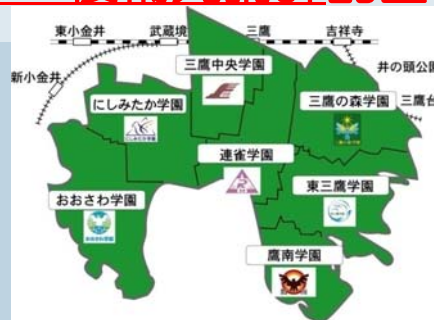 東小金井
武蔵境
三鷹
吉祥寺
井の頭公園
新小金井
三鷹中央学園
にしみたか学園
三鷹の森学園
三鷹台
連雀学園
おおさわ学園
東三鷹学園
鷹南学園